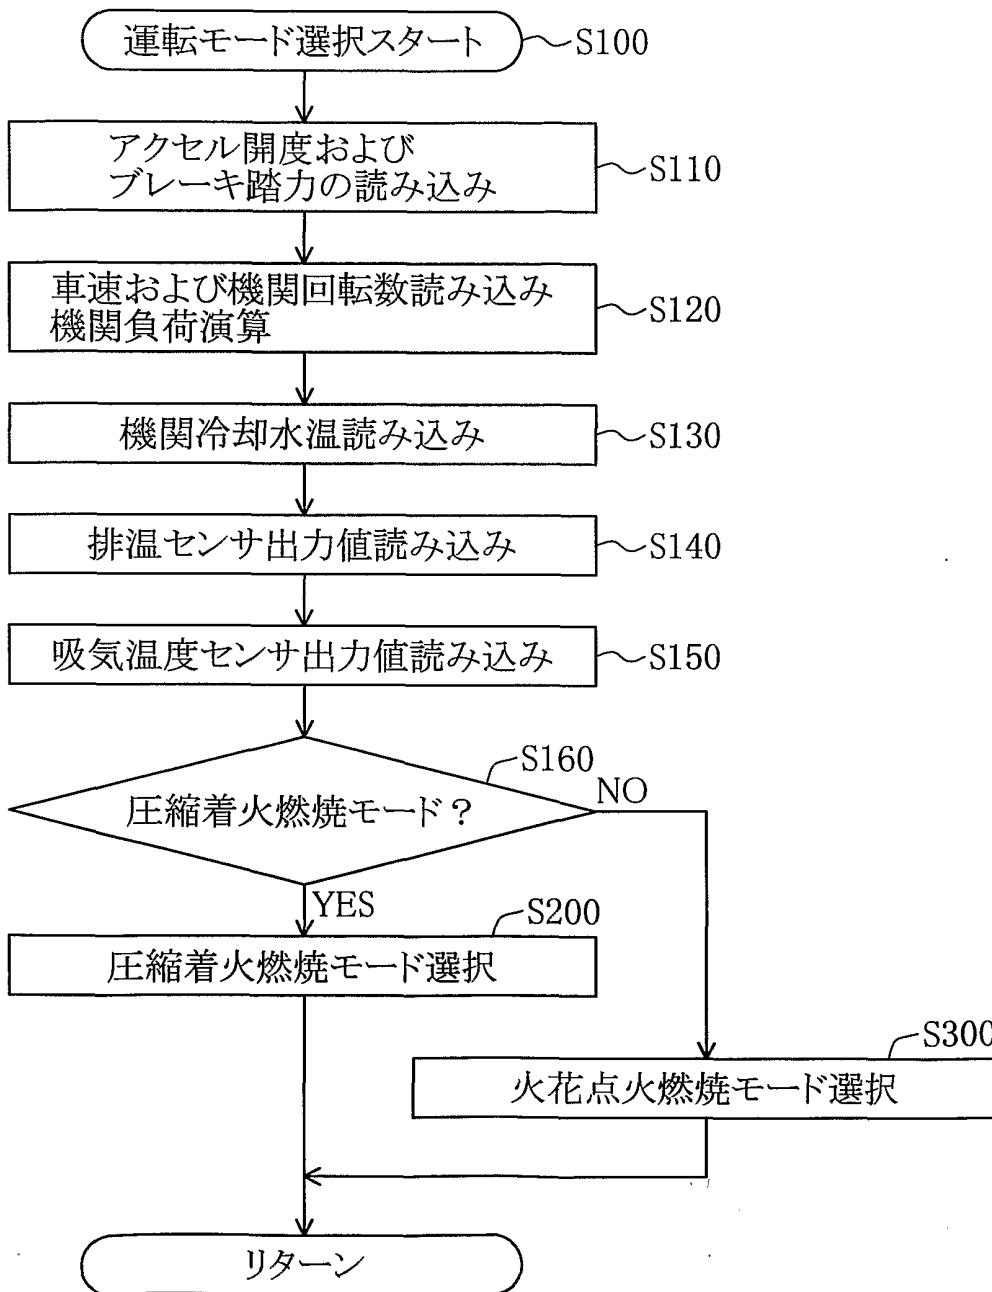 運転モード選択スタート
S100
アクセル開度および
ブレーキ踏力の読み込み
S110
車速および機関回転数読み込み
機関負荷演算
S120
機関冷却水温読み込み
S130
排温センサ出力値読み込み
S140
吸気温度センサ出力値読み込み
S150
S160
圧縮着火燃焼モード？
NO
YES
S200
圧縮着火燃焼モード選択
S300
火花点火燃焼モード選択
リターン